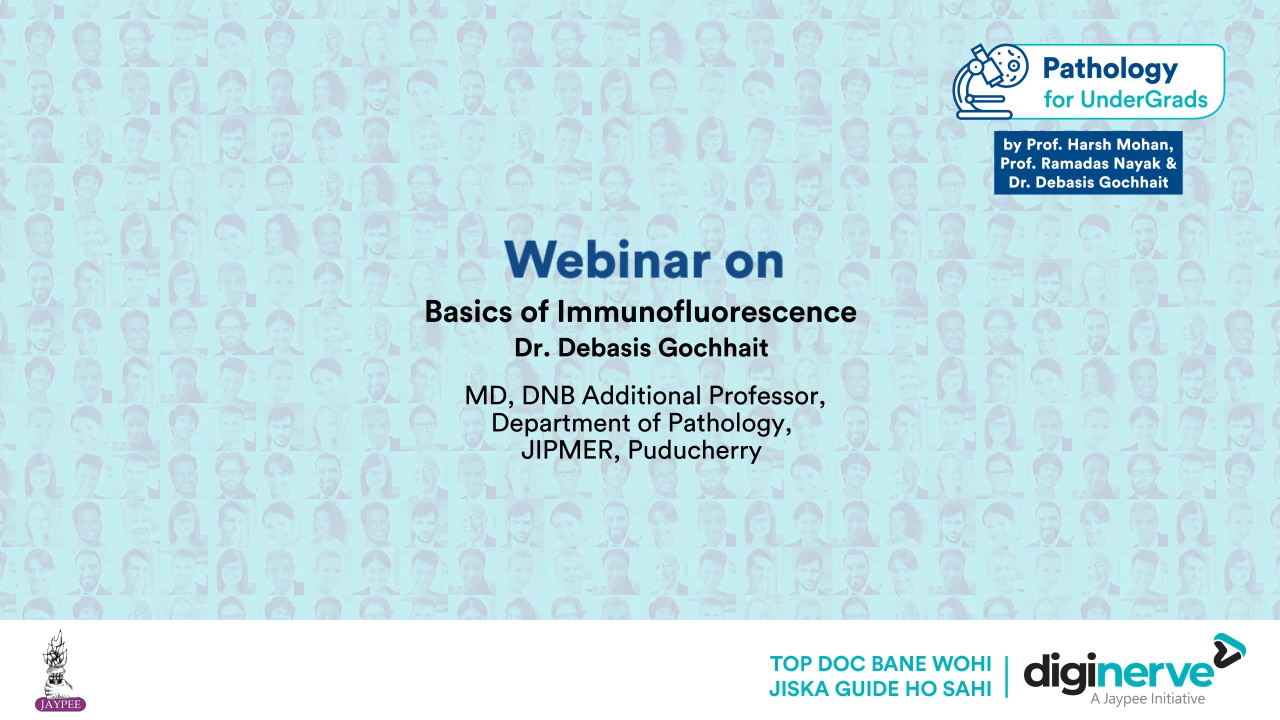 Pathology
for UnderGrads
by Prof. Harsh Mohan,
Prof. Ramadas Nayak &
Dr. Debasis Gochhait
Webinar on
Basics of Immunofluorescence
Dr. Debasis Gochhait
MD, DNB Additional Professor,
Department of Pathology,
JIPMER, Puducherry
JAYPEE
TOP DOC BANE WOHI
JISKA GUIDE HO SAHI
diginerve
A Jaypee Initiative